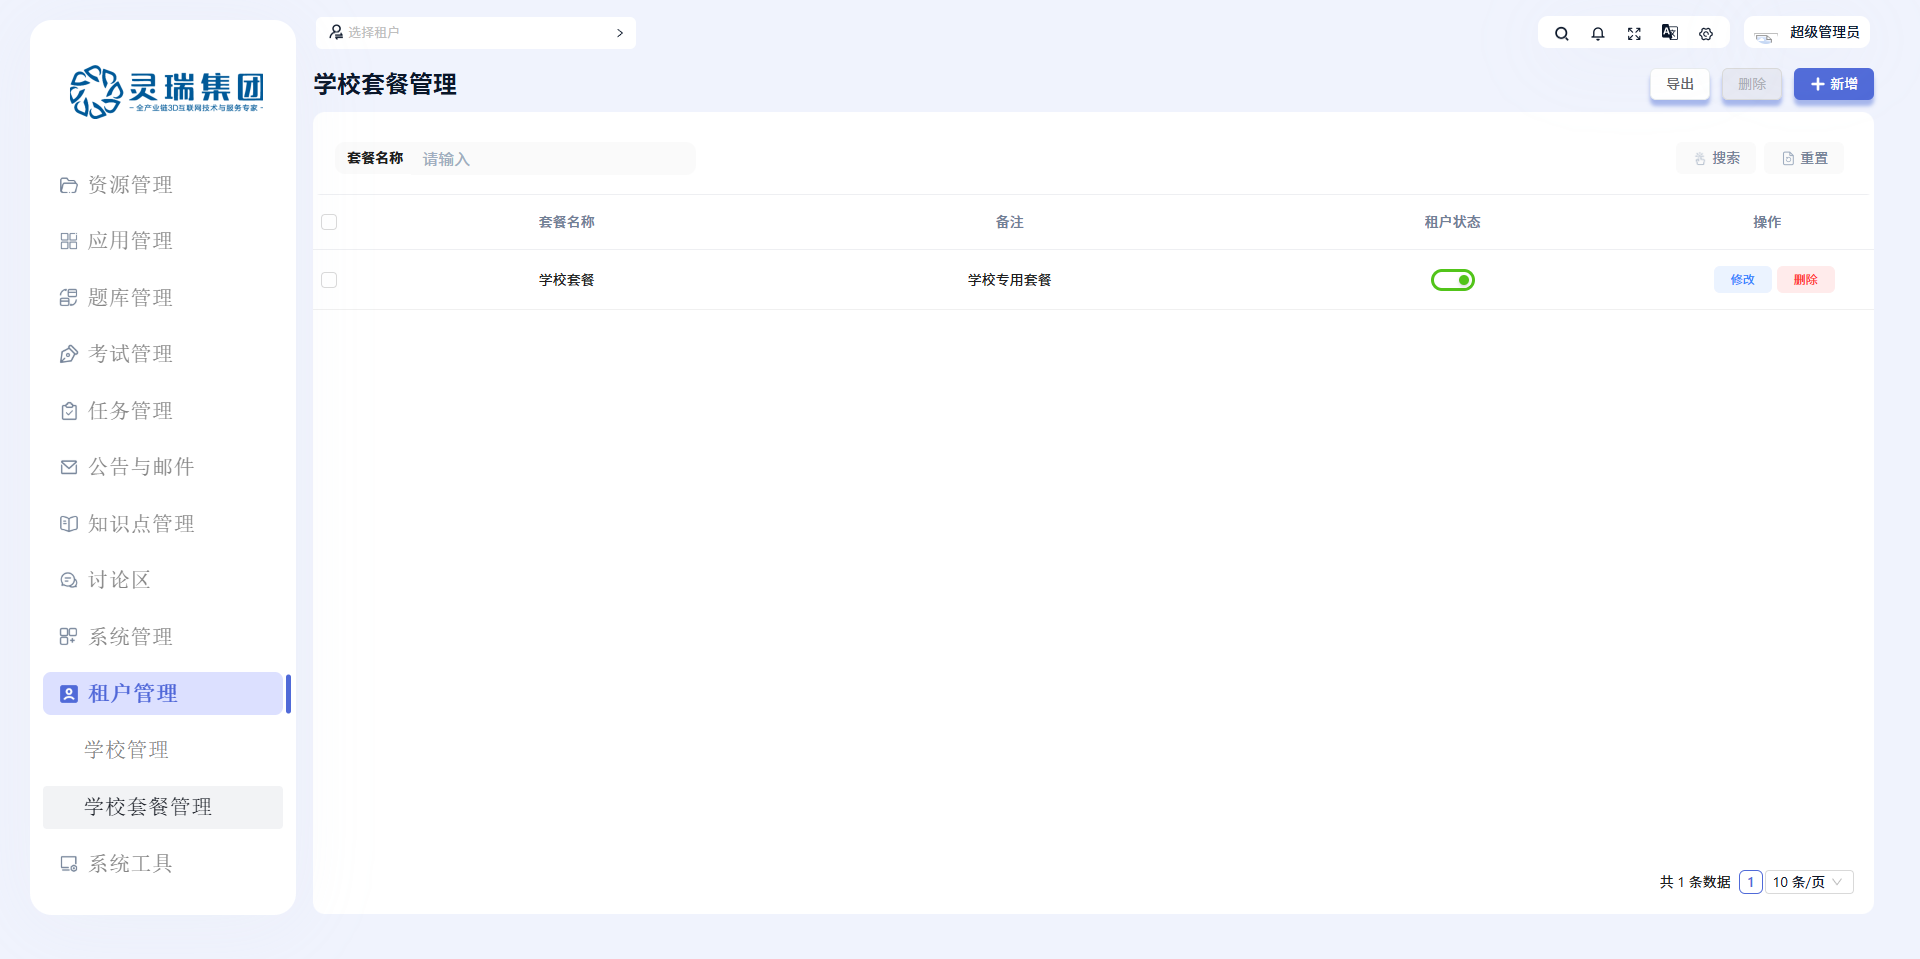 灵瑞集团
-全产业链3D互联网技术与服务专家-
资源管理
应用管理
题库管理
考试管理
任务管理
公告与邮件
知识点管理
讨论区
系统管理
租户管理
学校管理
学校套餐管理
系统工具
选择租户
超级管理员
学校套餐管理
导出
删除
新增
套餐名称 请输入
搜索
重置
套餐名称 备注 租户状态 操作
学校套餐 学校专用套餐 修改 删除
共 1 条数据 1 10 条/页